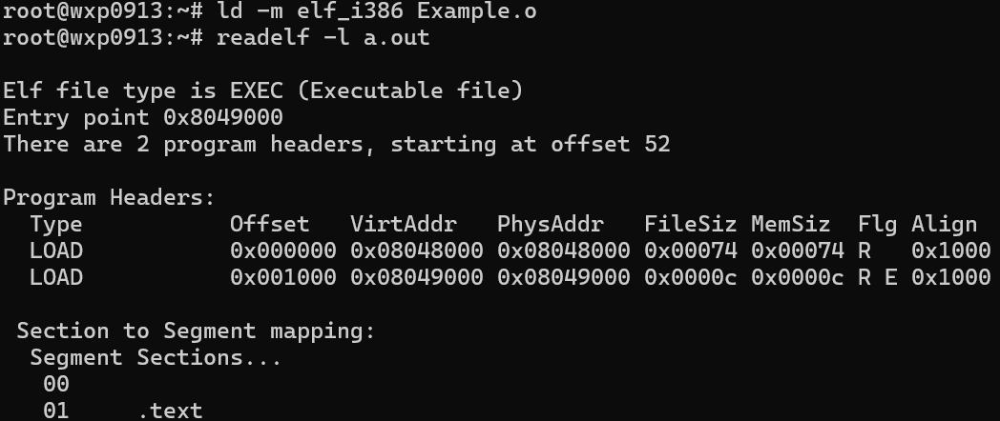 root@wxp0913:~# ld -m elf_i386 Example.o
root@wxp0913:~# readelf -l a.out

Elf file type is EXEC (Executable file)
Entry point 0x8049000
There are 2 program headers, starting at offset 52

Program Headers:
  Type           Offset   VirtAddr   PhysAddr   FileSiz MemSiz  Flg Align
  LOAD           0x000000 0x08048000 0x08048000 0x00074 0x00074 R   0x1000
  LOAD           0x001000 0x08049000 0x08049000 0x0000c 0x0000c R E 0x1000

 Section to Segment mapping:
  Segment Sections...
   00
   01     .text